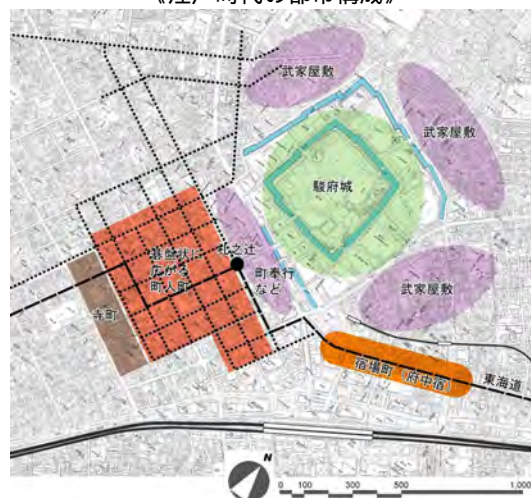 《江戸時代の都市構成》
武家屋敷
武家屋敷
駿府城
碁盤状に
広がる
町人町
札之辻
町奉行
など
武家屋敷
寺町
宿場町（府中宿）
東海道
N
0 100 300 500 1,000